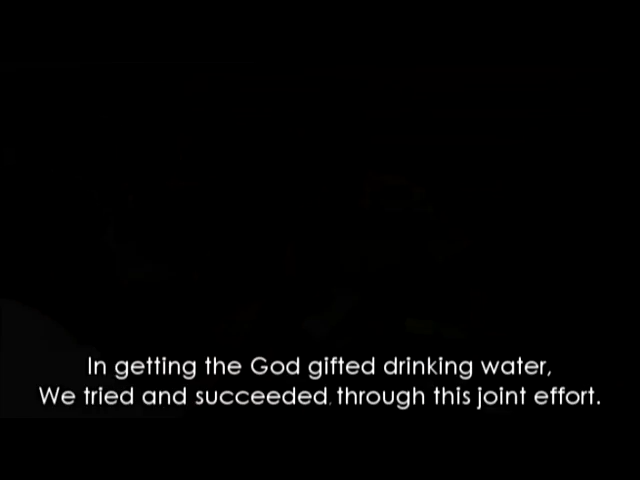 In getting the God gifted drinking water,
We tried and succeeded. through this joint effort.